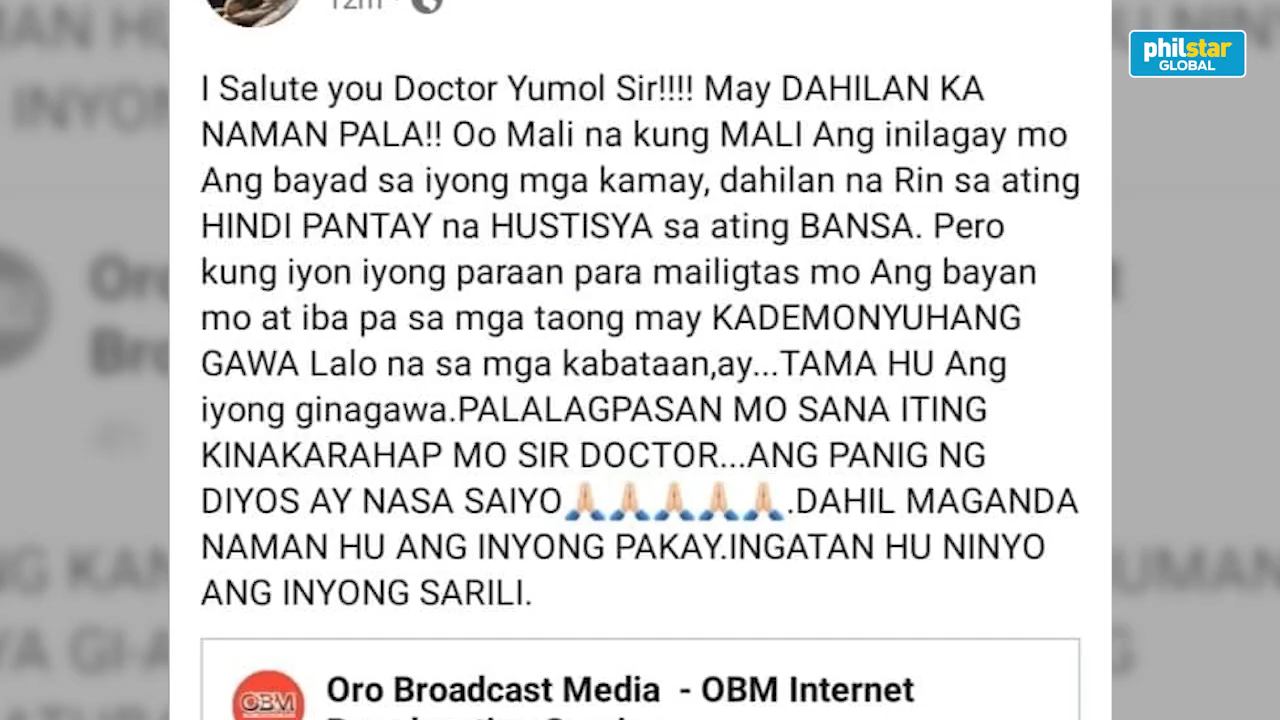 12m
philstar
GLOBAL
I Salute you Doctor Yumol Sir!!!! May DAHILAN KA
NAMAN PALA!! Oo Mali na kung MALI Ang inilagay mo
Ang bayad sa iyong mga kamay, dahilan na Rin sa ating
HINDI PANTAY na HUSTISYA sa ating BANSA. Pero
kung iyon iyong paraan para mailigtas mo Ang bayan
mo at iba pa sa mga taong may KADEMONYUHANG
GAWA Lalo na sa mga kabataan,ay...TAMA HU Ang
iyong ginagawa.PALALAGPASAN MO SANA ITING
KINAKARAHAP MO SIR DOCTOR...ANG PANIG NG
DIYOS AY NASA SAIYO🙏🏻🙏🏻🙏🏻🙏🏻🙏🏻.DAHIL MAGANDA
NAMAN HU ANG INYONG PAKAY.INGATAN HU NINYO
ANG INYONG SARILI.
OBM
Oro Broadcast Media - OBM Internet